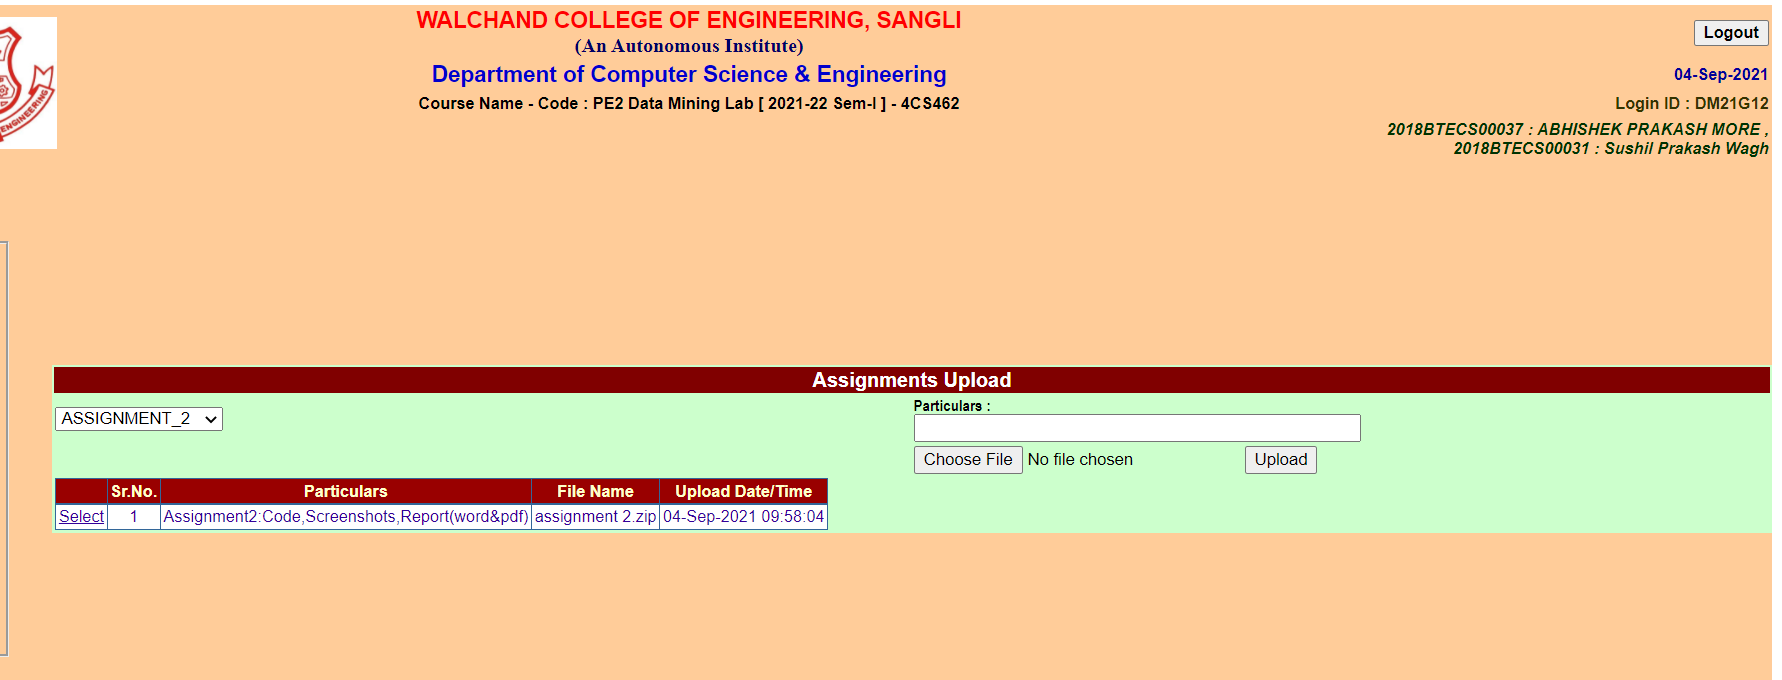 WALCHAND COLLEGE OF ENGINEERING, SANGLI
(An Autonomous Institute)
Department of Computer Science & Engineering
Course Name - Code : PE2 Data Mining Lab [ 2021-22 Sem-I ] - 4CS462
Logout
04-Sep-2021
Login ID : DM21G12
2018BTECS00037 : ABHISHEK PRAKASH MORE ,
2018BTECS00031 : Sushil Prakash Wagh
ENGINEERING
Assignments Upload
ASSIGNMENT_2
Particulars :
Choose File No file chosen Upload
Sr.No. Particulars File Name Upload Date/Time
Select 1 Assignment2:Code,Screenshots,Report(word&pdf) assignment 2.zip 04-Sep-2021 09:58:04